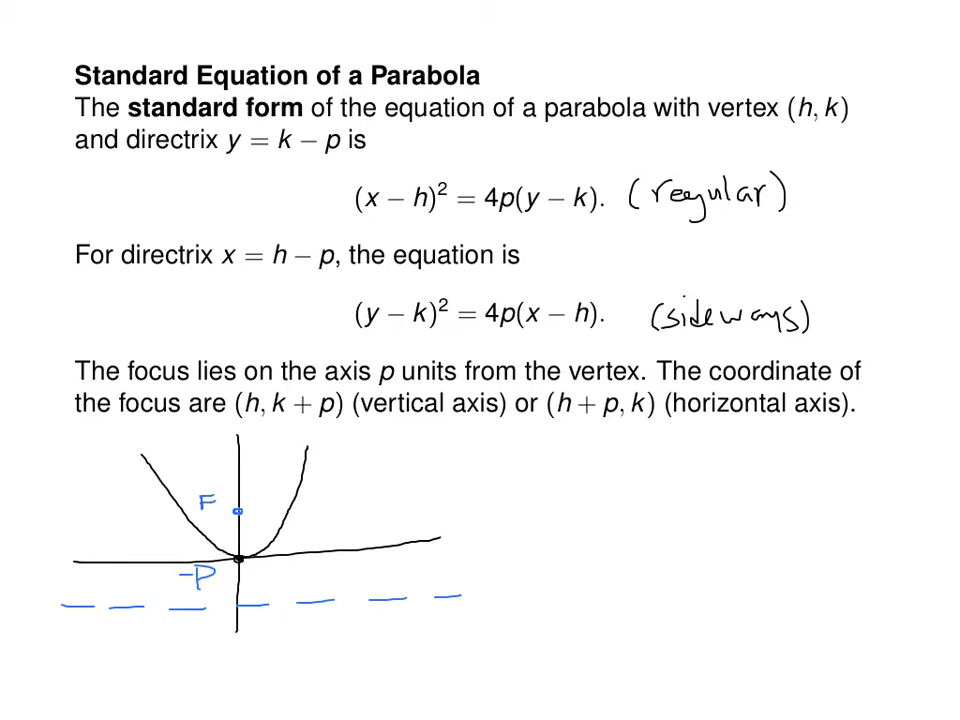 Standard Equation of a Parabola
The standard form of the equation of a parabola with vertex (h, k)
and directrix y = k − p is
(x − h)² = 4p(y − k). (regular)
For directrix x = h − p, the equation is
(y − k)² = 4p(x − h). (sideways)
The focus lies on the axis p units from the vertex. The coordinate of
the focus are (h, k + p) (vertical axis) or (h + p, k) (horizontal axis).
F
-P